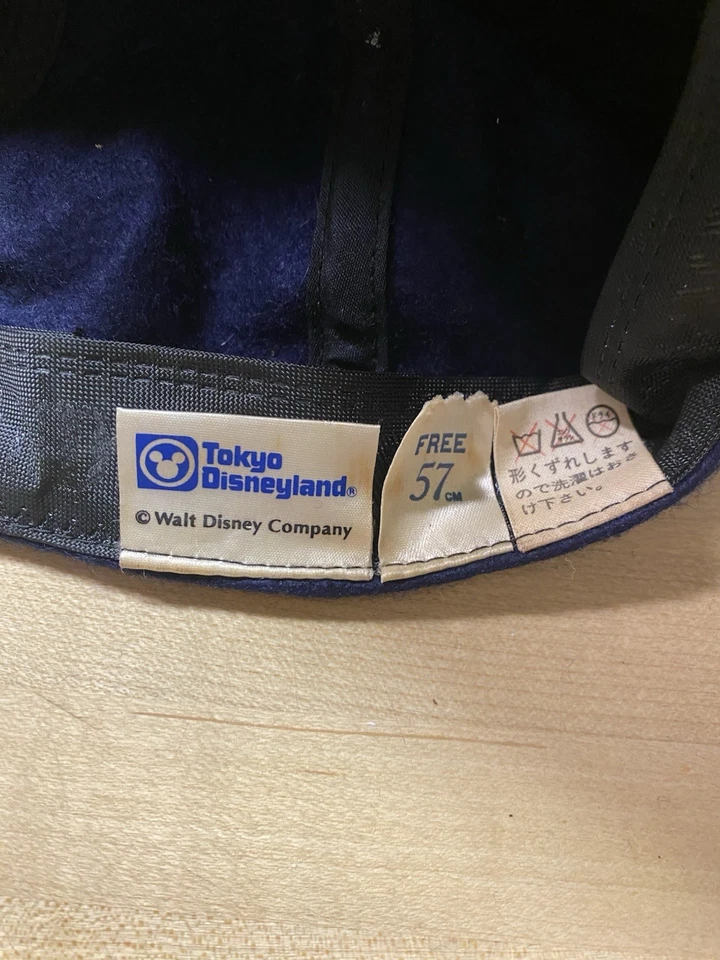 Tokyo
Disneyland®
© Walt Disney Company
FREE
57CM
形くずれします
ので洗濯はおさ
け下さい。